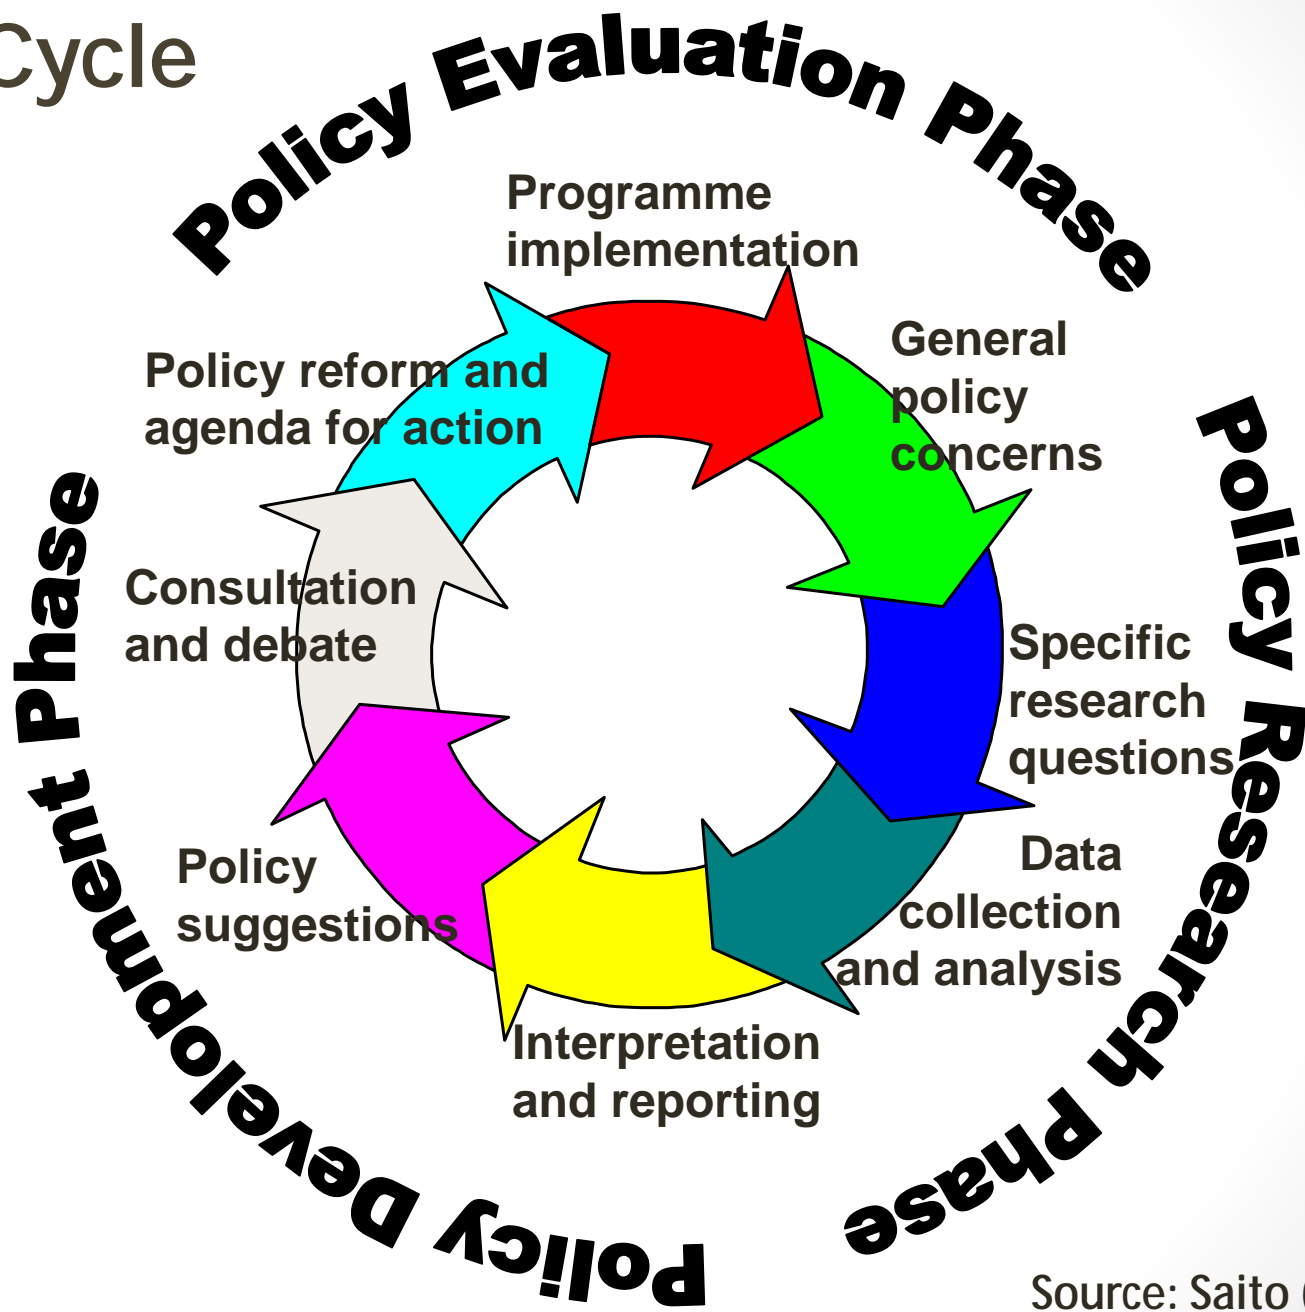 Cycle
Policy Evaluation Phase
Programme
implementation
General
policy
concerns
Policy Research Phase
Specific
research
questions
Data
collection
and analysis
Interpretation
and reporting
Policy Development Phase
Policy
suggestions
Consultation
and debate
Policy reform and
agenda for action
Source: Saito (